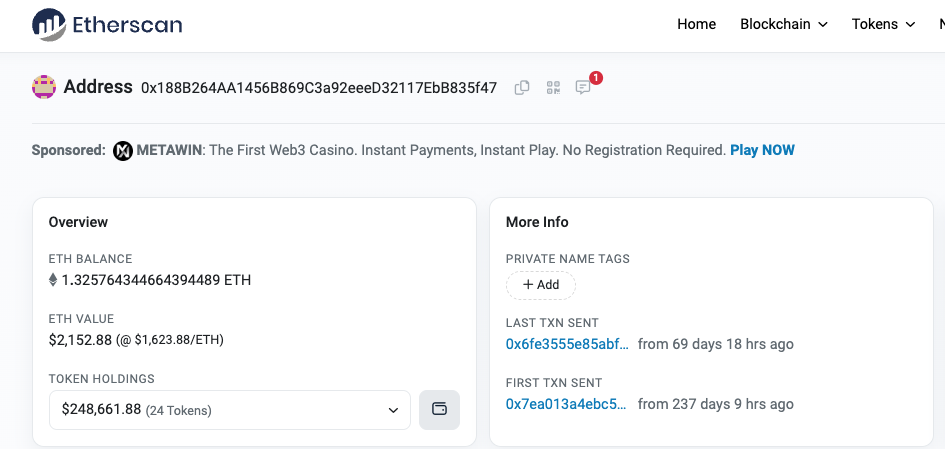 Etherscan
Home Blockchain Tokens
Address 0x188B264AA1456B869C3a92eeeD32117EbB835f47
1
Sponsored: METAWIN: The First Web3 Casino. Instant Payments, Instant Play. No Registration Required. Play NOW
Overview
ETH BALANCE
1.325764344664394489 ETH
ETH VALUE
$2,152.88 (@ $1,623.88/ETH)
TOKEN HOLDINGS
$248,661.88 (24 Tokens)
More Info
PRIVATE NAME TAGS
+ Add
LAST TXN SENT
0x6fe3555e85abf... from 69 days 18 hrs ago
FIRST TXN SENT
0x7ea013a4ebc5... from 237 days 9 hrs ago